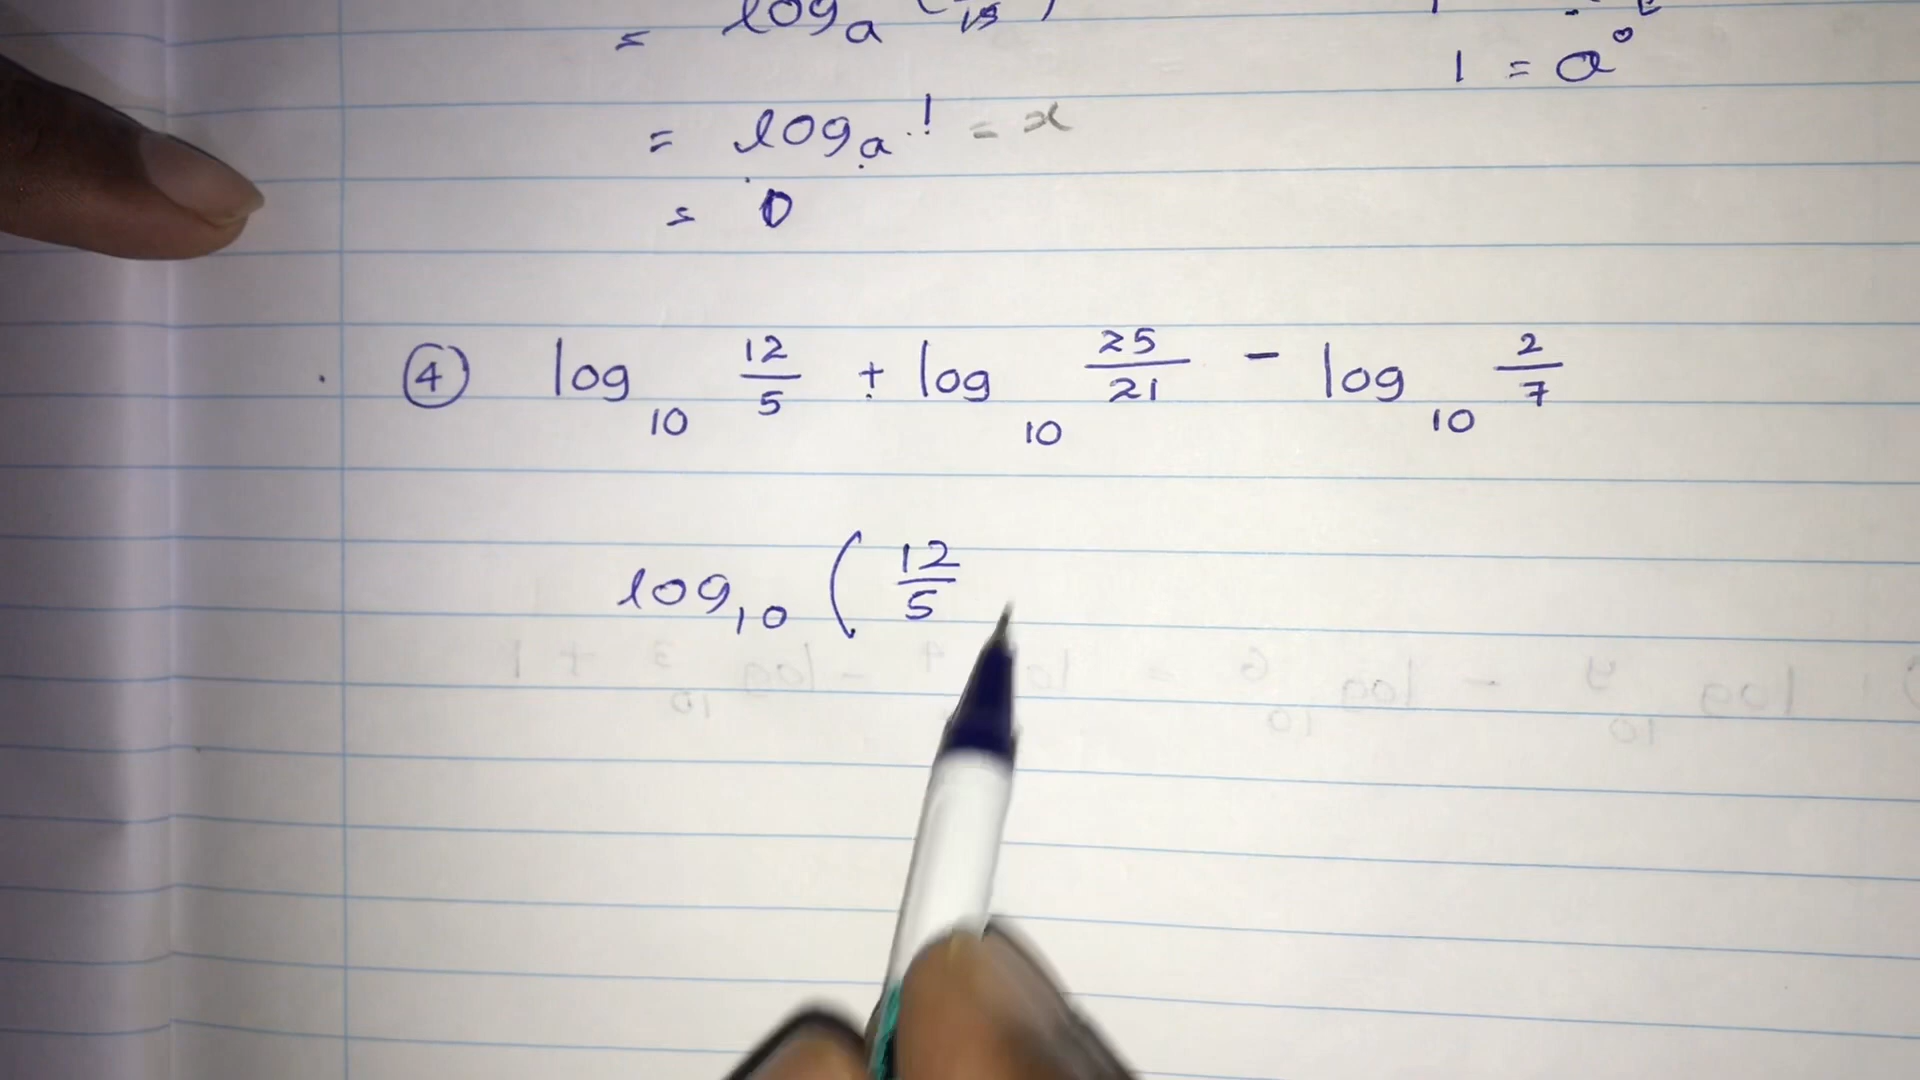 = log_a
1 = a^0
= log_a 1 = x
= 0
④ log_10 12/5 + log_10 25/21 - log_10 2/7
log_10 ( 12/5